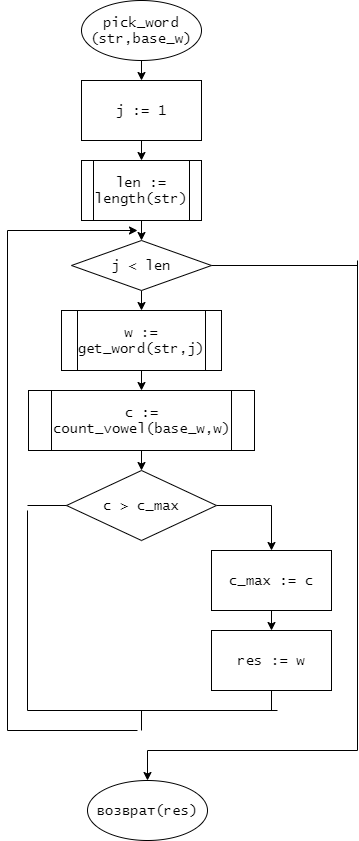 pick_word
(str,base_w)
j := 1
len :=
length(str)
j < len
w :=
get_word(str,j)
c :=
count_vowel(base_w,w)
c > c_max
c_max := c
res := w
возврат(res)